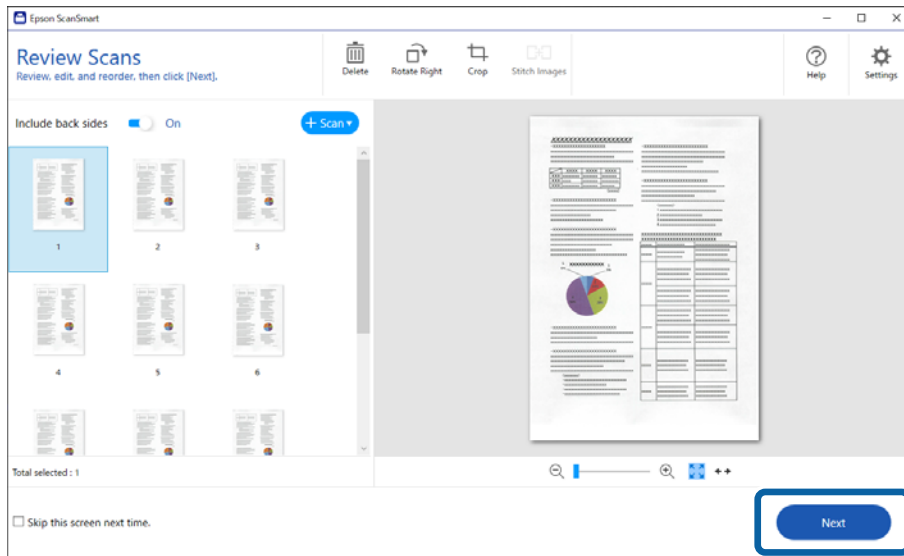 Epson ScanSmart
Review Scans
Review, edit, and reorder, then click [Next].
Delete
Rotate Right
Crop
Stitch Images
Help
Settings
Include back sides
On
+ Scan
1
2
3
4
5
6
Total selected : 1
Skip this screen next time.
Next